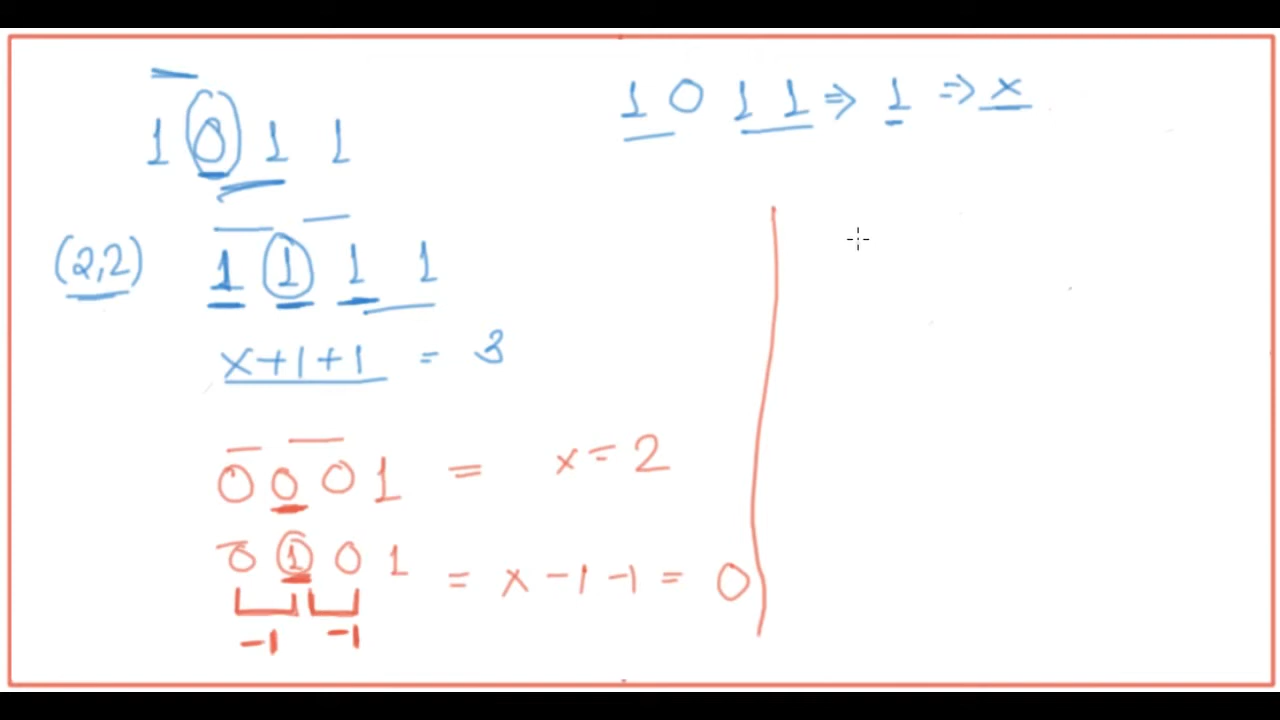 1 0 1 1
1 0 1 1 => 1 => x
(2,2) 1 1 1 1
x+1+1 = 3
0 0 0 1 = x = 2
0 1 0 1 = x -1 -1 = 0
-1 -1